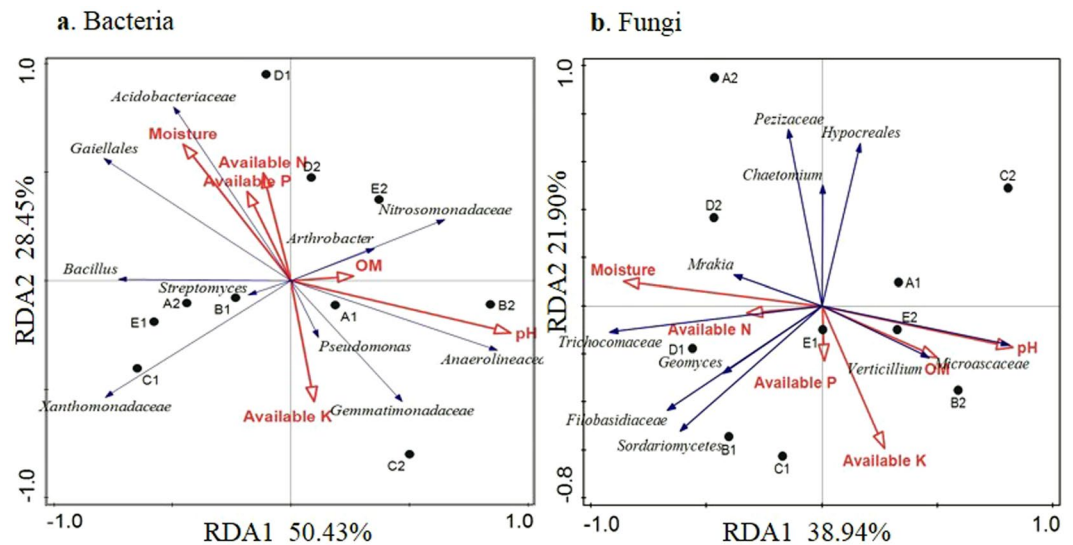 a. Bacteria
1.0
D1
Acidobacteriaceae
Moisture
Gaiellales
Available N
D2
Available P
E2
Nitrosomonadaceae
Arthrobacter
OM
Bacillus
Streptomyces
A2
B1
A1
B2
E1
pH
Pseudomonas
Anaerolineacea
C1
Xanthomonadaceae
Available K
Gemmatimonadaceae
C2
RDA2 28.45%
-1.0
-1.0
RDA1 50.43%
1.0
b. Fungi
1.0
A2
Pezizaceae
Hypocreales
Chaetomium
C2
D2
Mrakia
Moisture
A1
Available N
E2
Trichocomaceae
E1
D1
pH
Geomyces
Verticillium
OM
Microascaceae
Available P
B2
Filobasidiaceae
Sordariomycetes
B1
C1
Available K
RDA2 21.90%
-0.8
-1.0
RDA1 38.94%
1.0